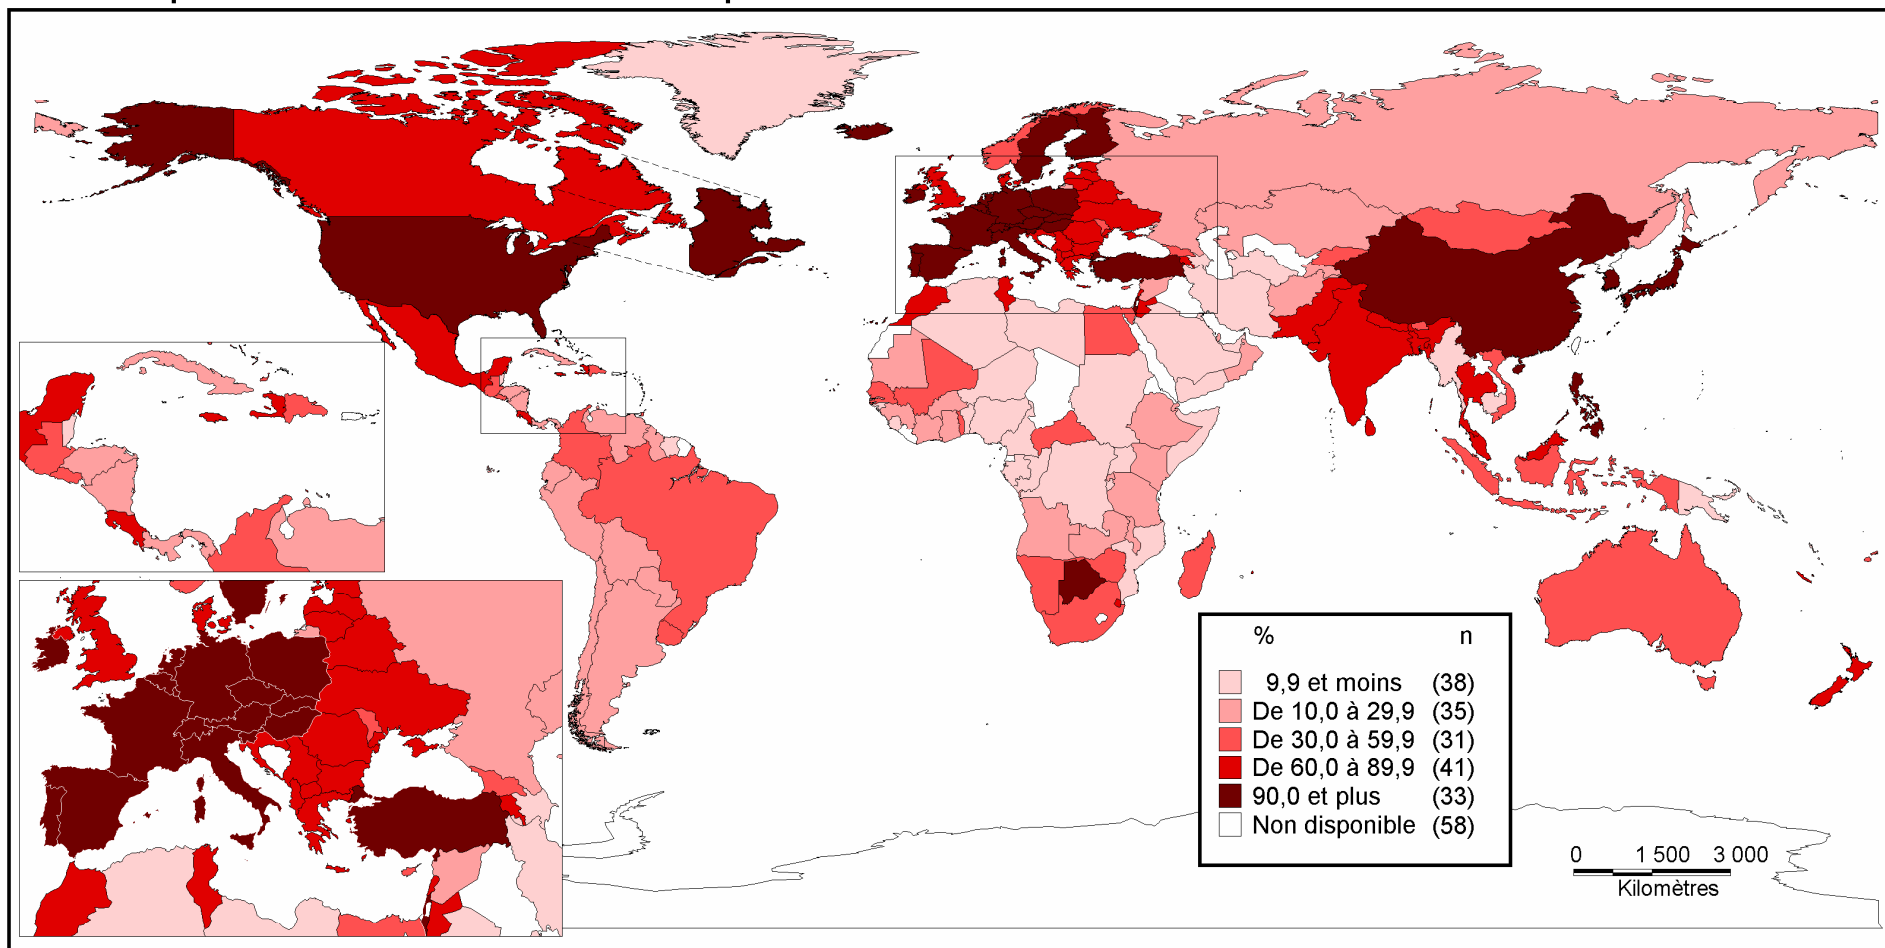 % n
9,9 et moins (38)
De 10,0 à 29,9 (35)
De 30,0 à 59,9 (31)
De 60,0 à 89,9 (41)
90,0 et plus (33)
Non disponible (58)
0 1 500 3 000
Kilomètres